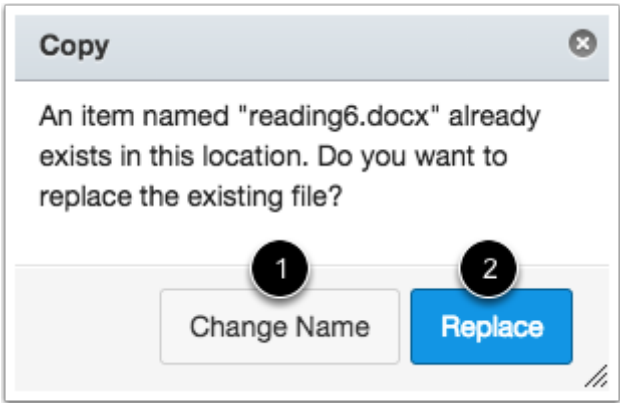 Copy
An item named "reading6.docx" already
exists in this location. Do you want to
replace the existing file?
1
2
Change Name
Replace